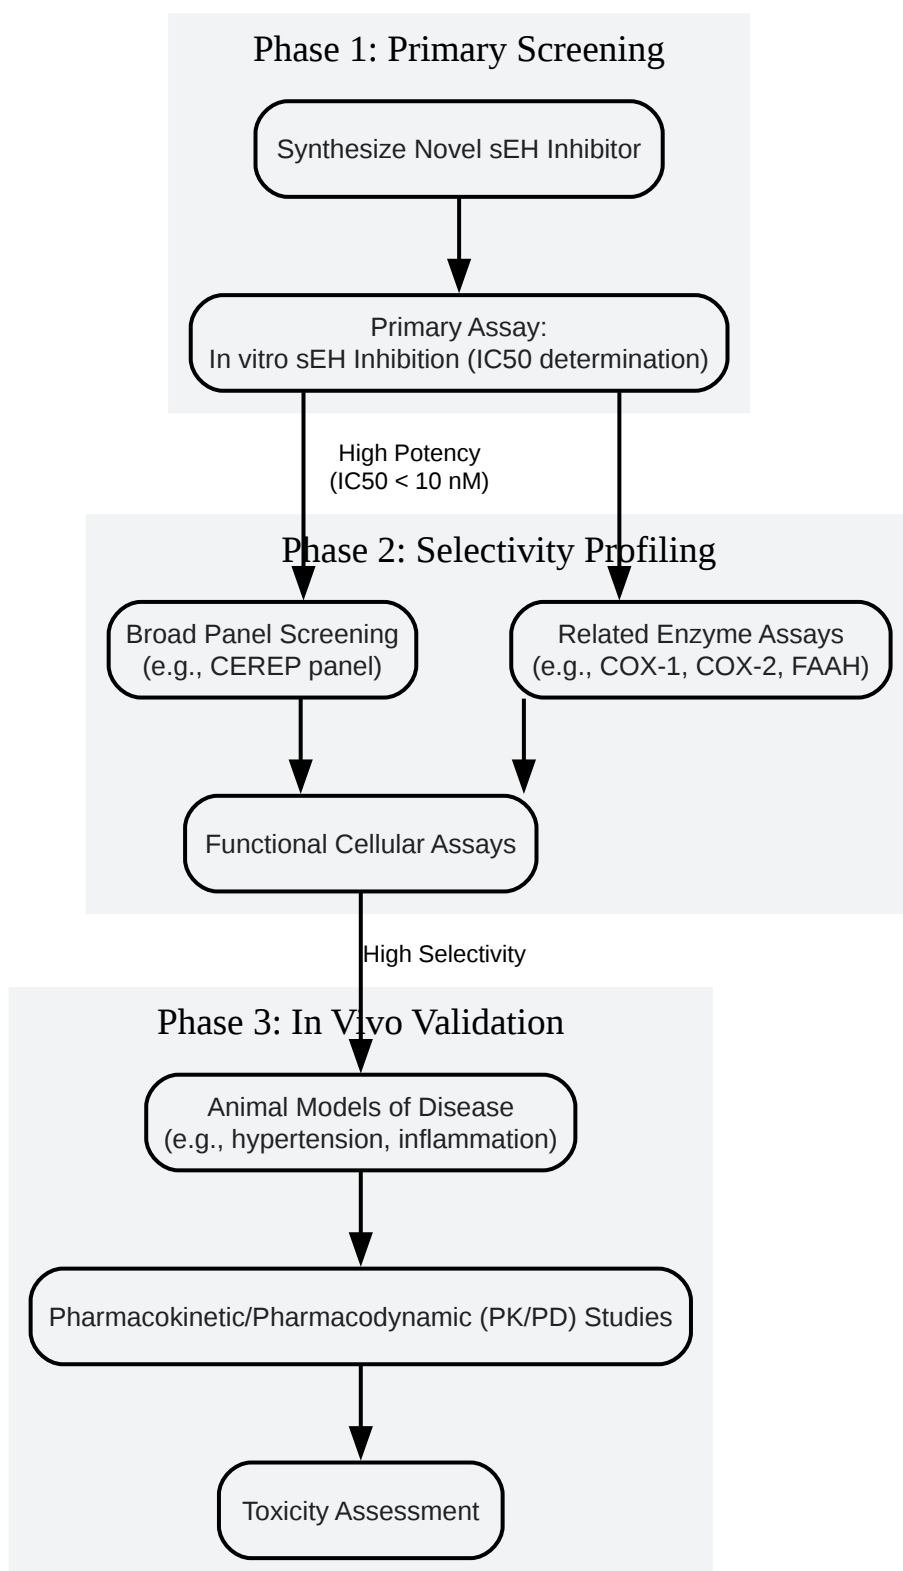 Phase 1: Primary Screening
Synthesize Novel sEH Inhibitor
Primary Assay:
In vitro sEH Inhibition (IC50 determination)
High Potency
(IC50 < 10 nM)
Phase 2: Selectivity Profiling
Broad Panel Screening
(e.g., CEREP panel)
Related Enzyme Assays
(e.g., COX-1, COX-2, FAAH)
Functional Cellular Assays
High Selectivity
Phase 3: In Vivo Validation
Animal Models of Disease
(e.g., hypertension, inflammation)
Pharmacokinetic/Pharmacodynamic (PK/PD) Studies
Toxicity Assessment